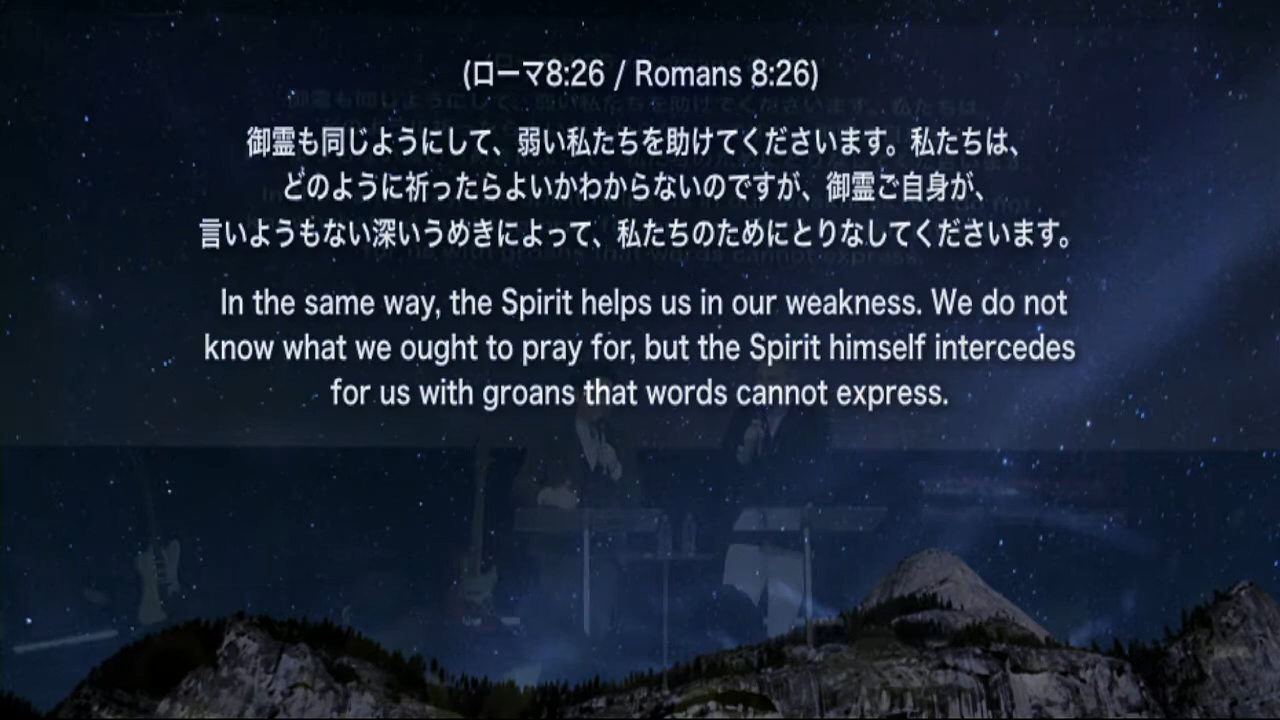 (ローマ8:26 / Romans 8:26)
御霊も同じようにして、弱い私たちを助けてくださいます。私たちは、
どのように祈ったらよいかわからないのですが、御霊ご自身が、
言いようもない深いうめきによって、私たちのためにとりなしてくださいます。
In the same way, the Spirit helps us in our weakness. We do not
know what we ought to pray for, but the Spirit himself intercedes
for us with groans that words cannot express.